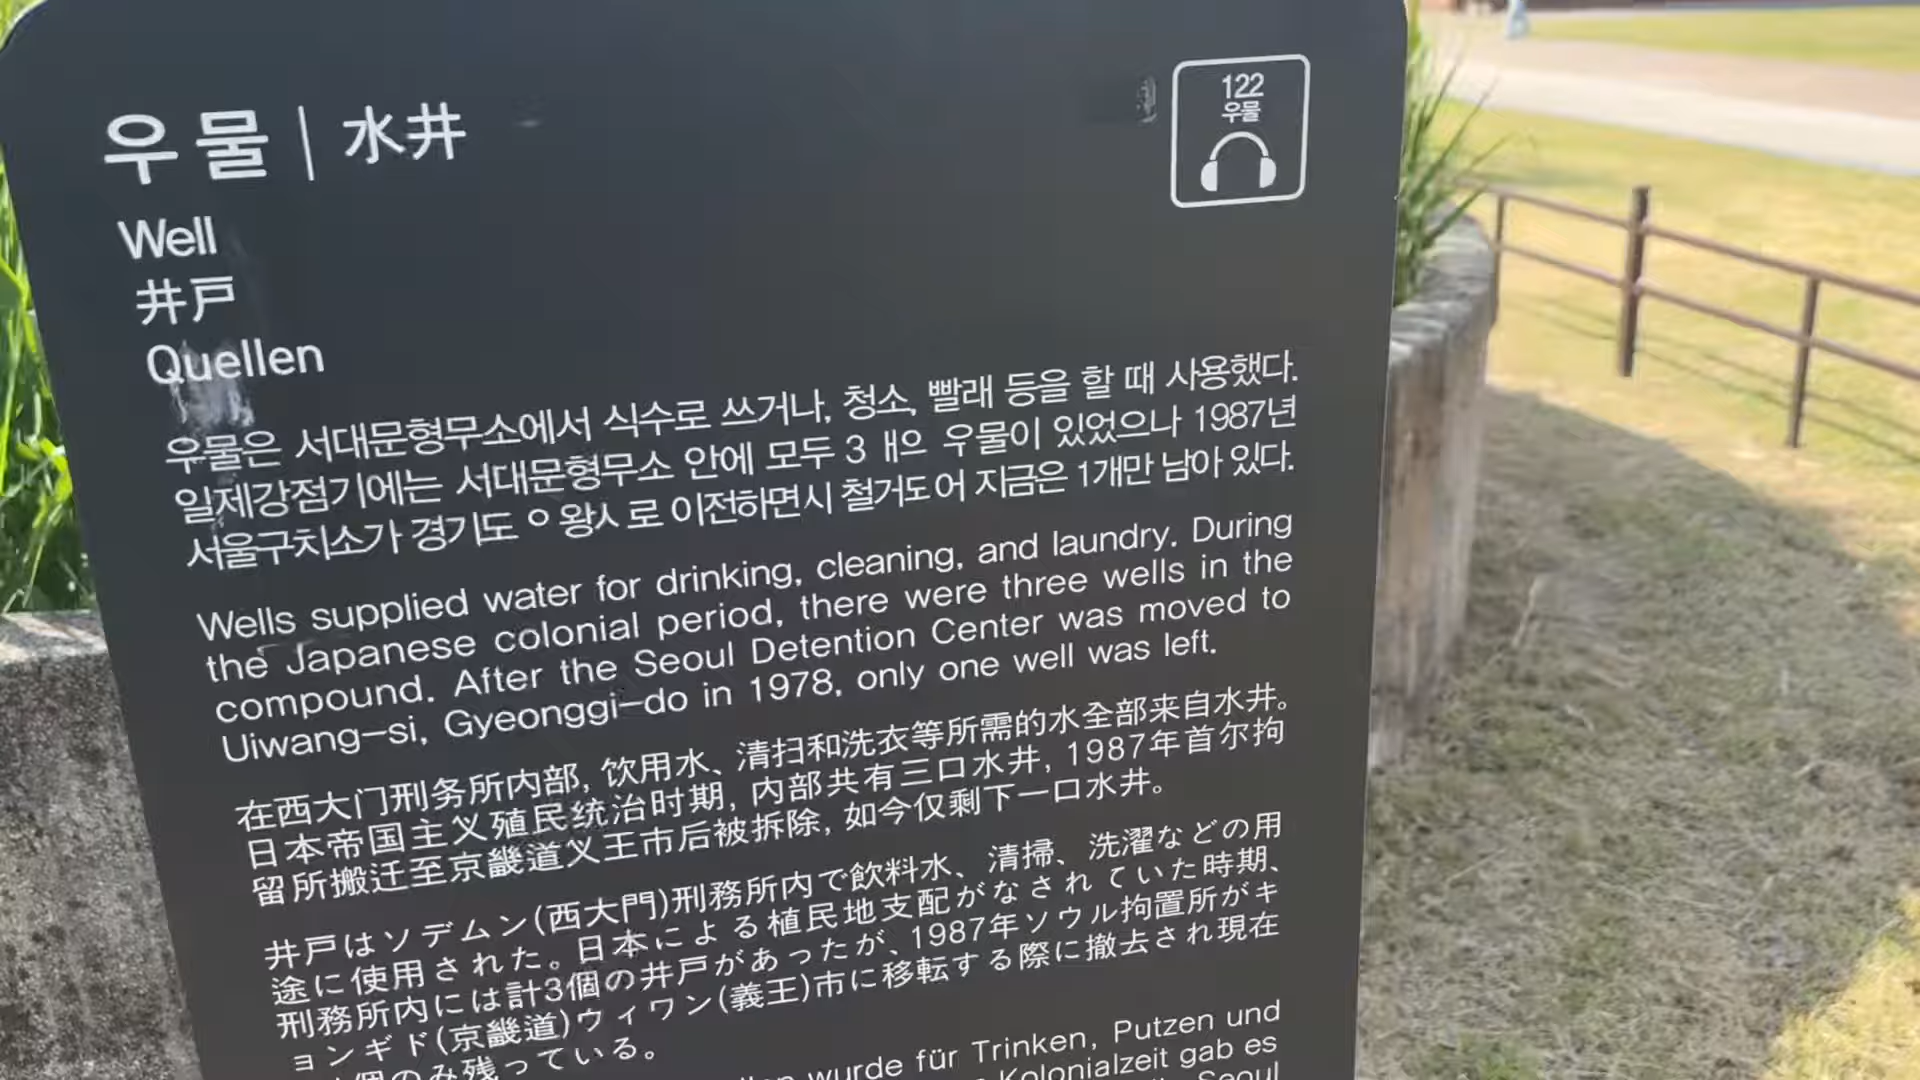 우물 | 水井
122
우물
Well
井戸
Quellen
우물은 서대문형무소에서 식수로 쓰거나, 청소, 빨래 등을 할 때 사용했다.
일제강점기에는 서대문형무소 안에 모두 3 우물이 있었으나 1987년
서울구치소가 경기도 이전하면서 철거되어 지금은 1개만 남아 있다.
Wells supplied water for drinking, cleaning, and laundry. During
the Japanese colonial period, there were three wells in the
compound. After the Seoul Detention Center was moved to
Uiwang-si, Gyeonggi-do in 1978, only one well was left.
在西大门刑务所内部, 饮用水、清扫和洗衣等所需的水全部来自水井。
日本帝国主义殖民统治时期, 内部共有三口水井, 1987年首尔拘
留所搬迁至京畿道义王市后被拆除, 如今仅剩下一口水井。
井戸はソデムン(西大門)刑務所内で飲料水、清掃、洗濯などの用
途に使用された。日本による植民地支配がなされていた時期、
刑務所内には計3個の井戸があったが、1987年ソウル拘置所がキ
ョンギド(京畿道)ウィワン(義王)市に移転する際に撤去され現在
のみ残っている。
wurde für Trinken, Putzen und
Kolonialzeit gab es
Seoul